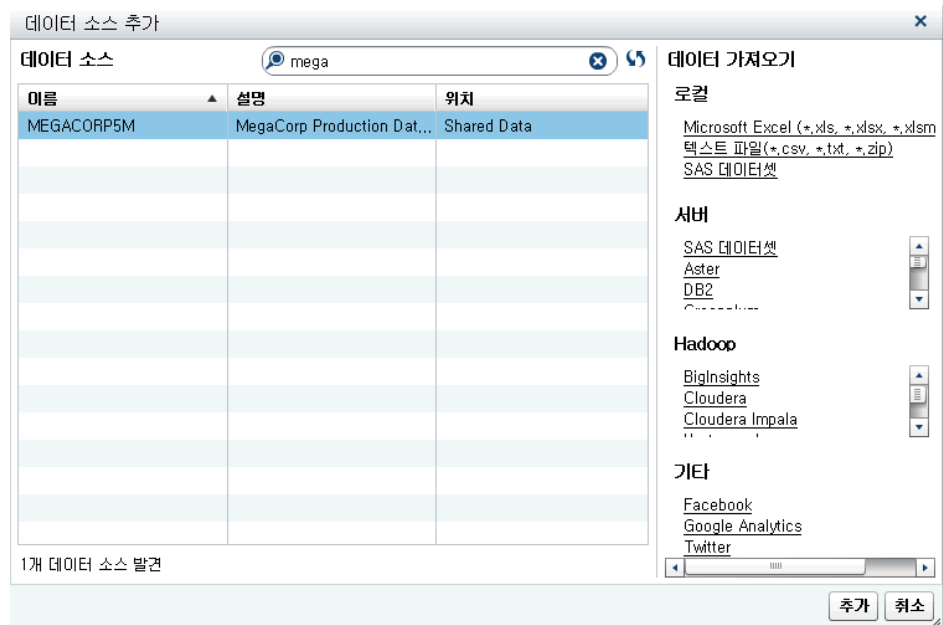 데이터 소스 추가
데이터 소스
mega
이름
설명
위치
MEGACORP5M
MegaCorp Production Dat...
Shared Data
1개 데이터 소스 발견
데이터 가져오기
로컬
Microsoft Excel (*.xls, *.xlsx, *.xlsm
텍스트 파일(*.csv, *.txt, *.zip)
SAS 데이터셋
서버
SAS 데이터셋
Aster
DB2
Hadoop
BigInsights
Cloudera
Cloudera Impala
기타
Facebook
Google Analytics
Twitter
추가
취소